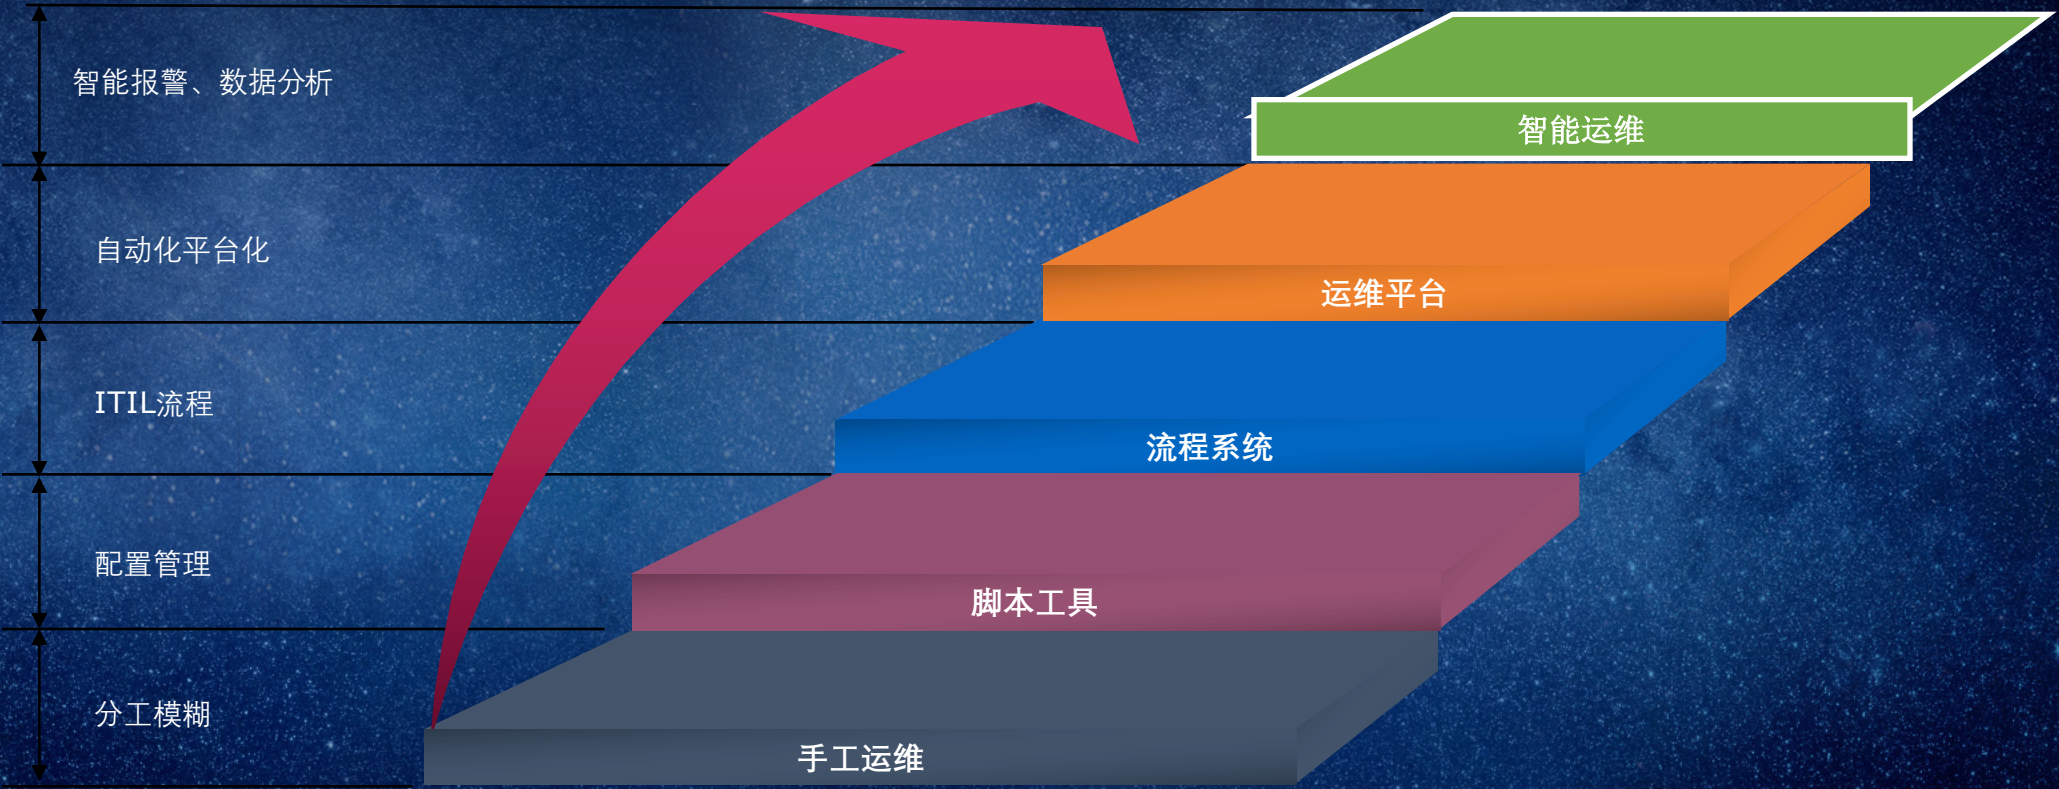 智能报警、数据分析
智能运维
自动化平台化
运维平台
ITIL流程
流程系统
配置管理
脚本工具
分工模糊
手工运维